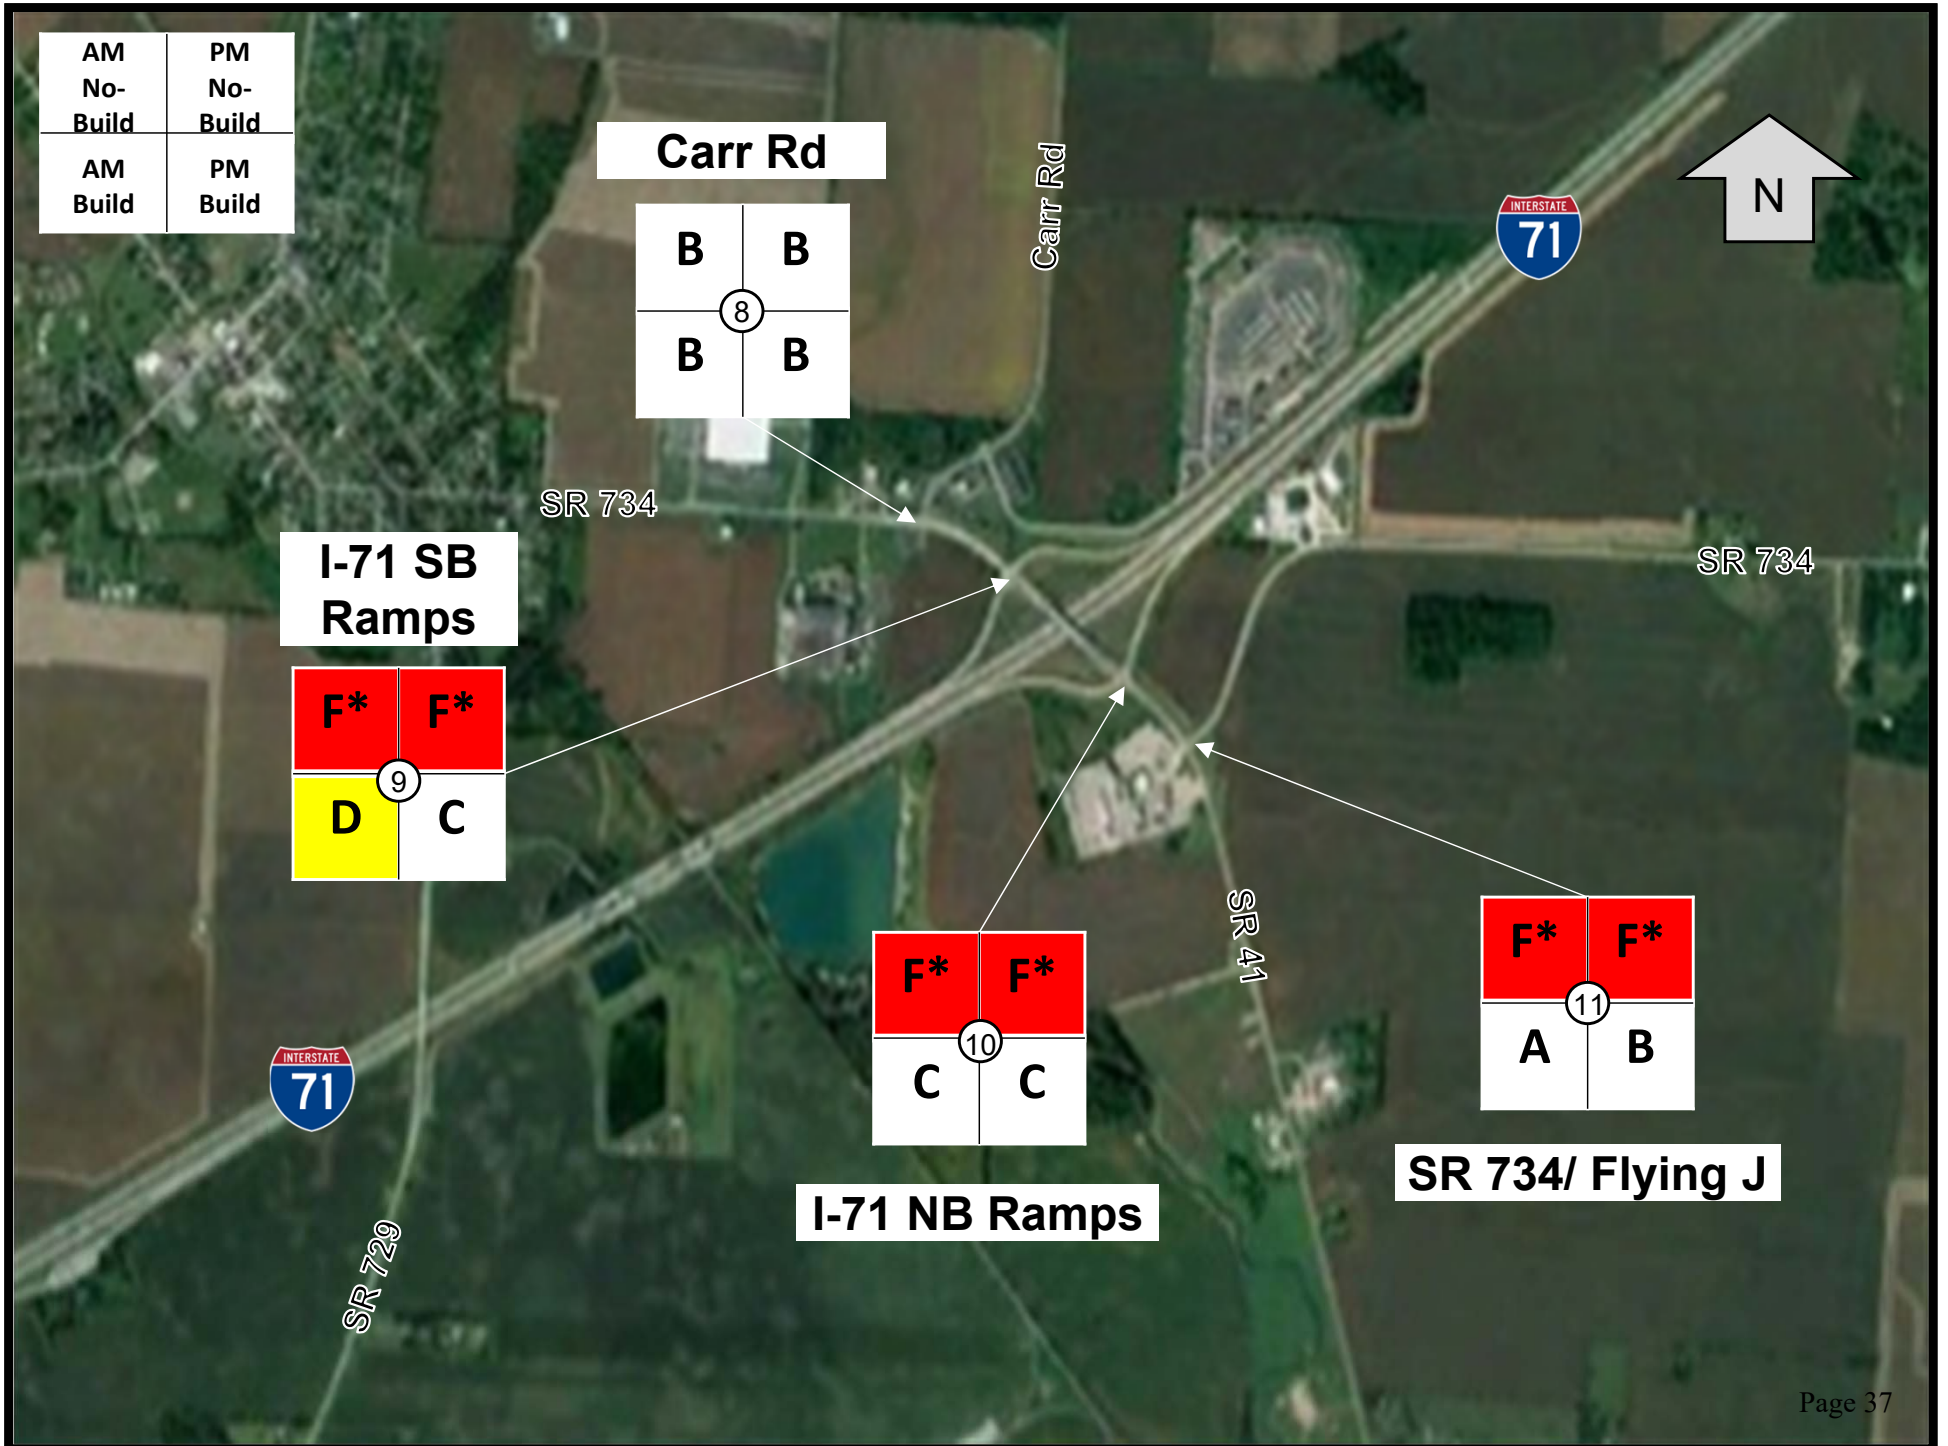 AM
No-
Build
PM
No-
Build
AM
Build
PM
Build
Carr Rd
B
B
8
B
B
Carr Rd
INTERSTATE
71
N
SR 734
SR 734
I-71 SB
Ramps
F*
F*
9
D
C
SR 41
F*
F*
10
C
C
I-71 NB Ramps
F*
F*
11
A
B
SR 734/ Flying J
INTERSTATE
71
SR 729
Page 37